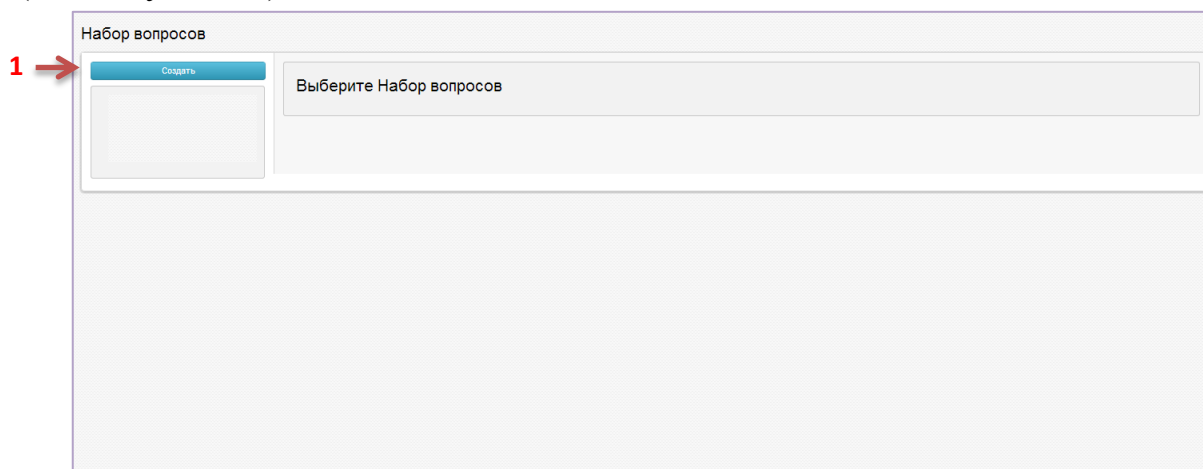 Набор вопросов
1
Создать
Выберите Набор вопросов